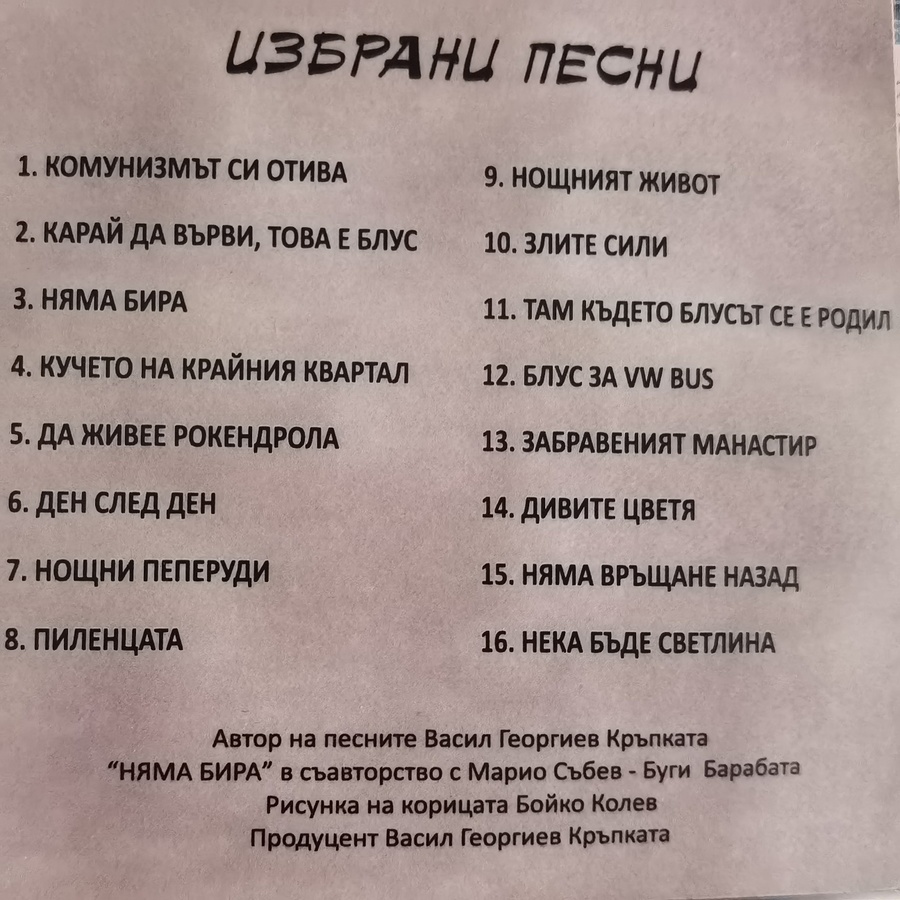 ИЗБРАНИ ПЕСНИ
1. КОМУНИЗМЪТ СИ ОТИВА
2. КАРАЙ ДА ВЪРВИ, ТОВА Е БЛУС
3. НЯМА БИРА
4. КУЧЕТО НА КРАЙНИЯ КВАРТАЛ
5. ДА ЖИВЕЕ РОКЕНДРОЛА
6. ДЕН СЛЕД ДЕН
7. НОЩНИ ПЕПЕРУДИ
8. ПИЛЕНЦАТА
9. НОЩНИЯТ ЖИВОТ
10. ЗЛИТЕ СИЛИ
11. ТАМ КЪДЕТО БЛУСЪТ СЕ Е РОДИЛ
12. БЛУС ЗА VW BUS
13. ЗАБРАВЕНИЯТ МАНАСТИР
14. ДИВИТЕ ЦВЕТЯ
15. НЯМА ВРЪЩАНЕ НАЗАД
16. НЕКА БЪДЕ СВЕТЛИНА
Автор на песните Васил Георгиев Кръпката
“НЯМА БИРА” в съавторство с Марио Събев - Буги Барабата
Рисунка на корицата Бойко Колев
Продуцент Васил Георгиев Кръпката